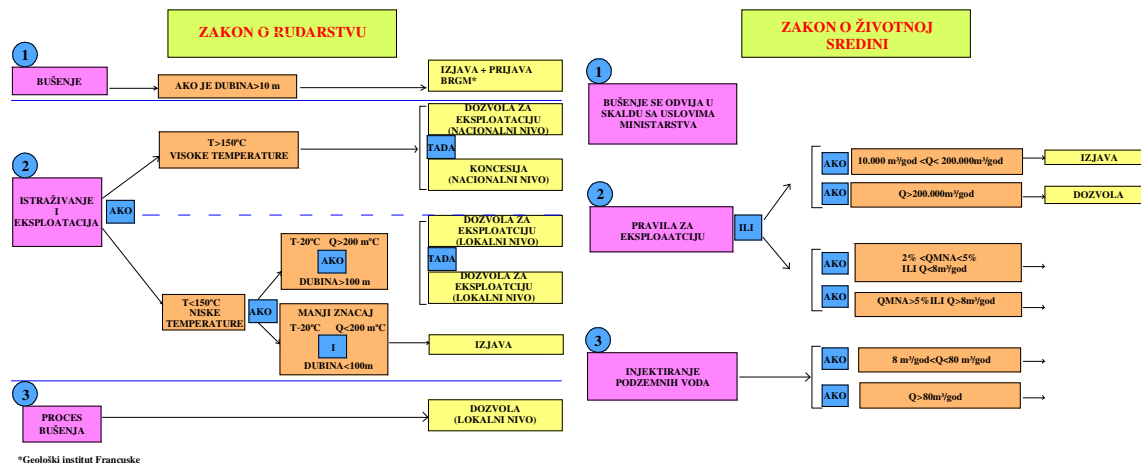 ZAKON O RUDARSTVU
1
BUŠENJE
AKO JE DUBINA>10 m
IZJAVA + PRIJAVA
BRGM*
2
ISTRAŽIVANJE
I
EKSPLOATACIJA
AKO
T>150ºC
VISOKE TEMPERATURE
DOZVOLA ZA
EKSPLOATACIJU
(NACIONALNI NIVO)
TADA
KONCESIJA
(NACIONALNI NIVO)
T<150ºC
NISKE
TEMPERATURE
AKO
T-20ºC Q>200 mºC
AKO
DUBINA>100 m
DOZVOLA ZA
EKSPLOATCIJU
(LOKALNI NIVO)
TADA
DOZVOLA ZA
EKSPLOATCIJU
(LOKALNI NIVO)
MANJI ZNACAJ
T-20ºC Q<200 mºC
I
DUBINA<100m
IZJAVA
3
PROCES
BUŠENJA
DOZVOLA
(LOKALNI NIVO)
*Geološki institut Francuske
ZAKON O ŽIVOTNOJ
SREDINI
1
BUŠENJE SE ODVIJA U
SKALDU SA USLOVIMA
MINISTARSTVA
2
PRAVILA ZA
EKSPLOAATCIJU
ILI
AKO
10.000 m³/god <Q< 200.000m³/god
IZJAVA
AKO
Q>200.000m³/god
DOZVOLA
AKO
2% <QMNA<5%
ILI Q<8m³/god
AKO
QMNA>5%ILI Q>8m³/god
3
INJEKTIRANJE
PODZEMNIH VODA
AKO
8 m³/god<Q<80 m³/god
AKO
Q>80m³/god